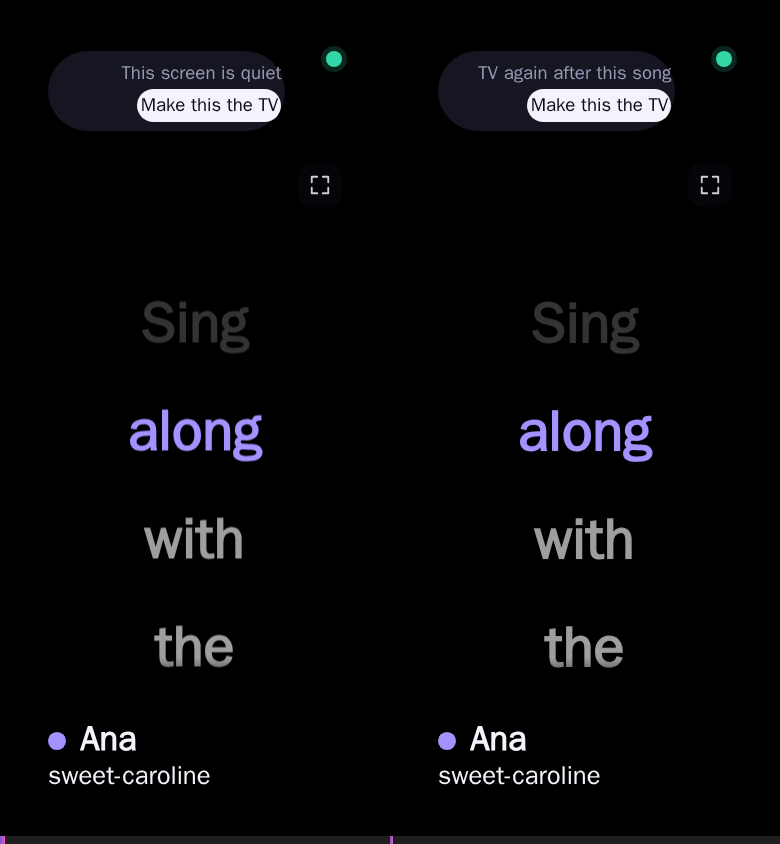 This screen is quiet
Make this the TV
Sing
along
with
the
Ana
sweet-caroline
TV again after this song
Make this the TV
Sing
along
with
the
Ana
sweet-caroline